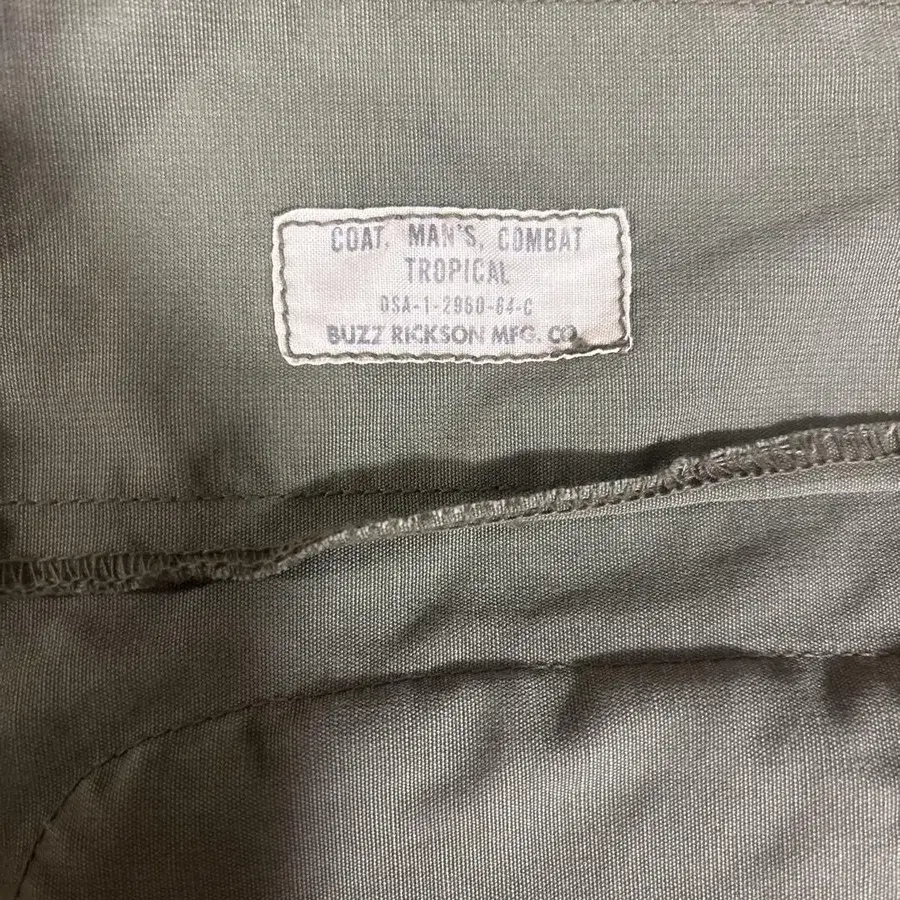 COAT, MAN'S, COMBAT
TROPICAL
DSA-1-2960-64-C
BUZZ RICKSON MFG. CO.